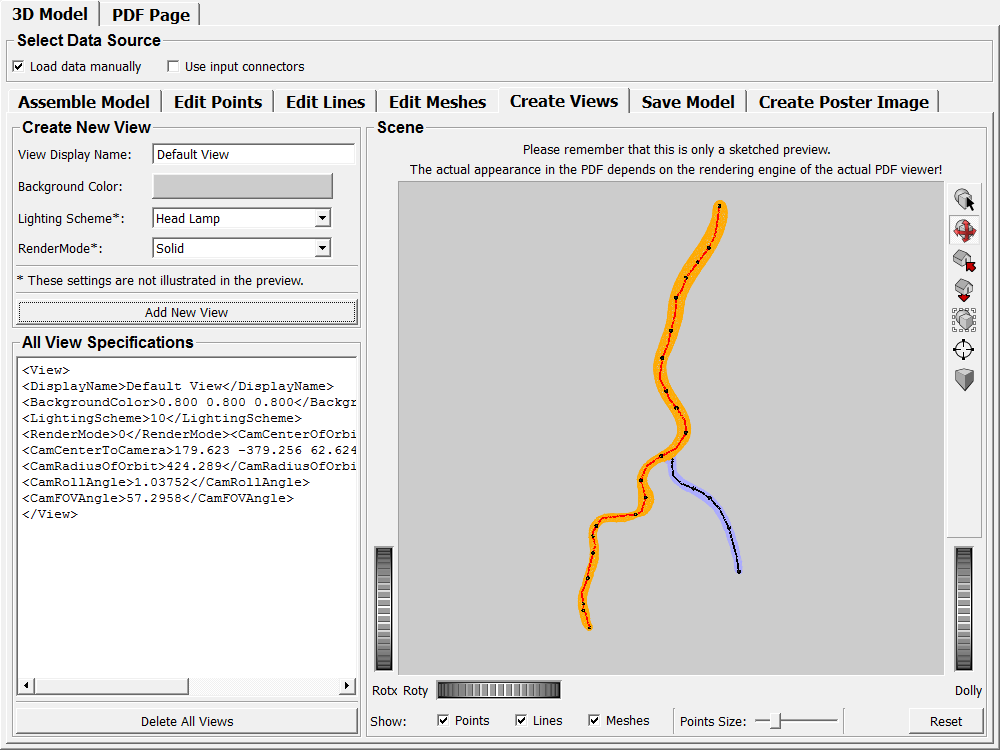 3D Model
PDF Page
Select Data Source
Load data manually
Use input connectors
Assemble Model
Edit Points
Edit Lines
Edit Meshes
Create Views
Save Model
Create Poster Image
Create New View
View Display Name:
Default View
Background Color:
Lighting Scheme*:
Head Lamp
RenderMode*:
Solid
* These settings are not illustrated in the preview.
Add New View
All View Specifications
<View>
<DisplayName>Default View</DisplayName>
<BackgroundColor>0.800 0.800 0.800</Backgr
<LightingScheme>10</LightingScheme>
<RenderMode>0</RenderMode><CamCenterOfOrbi
<CamCenterToCamera>179.623 -379.256 62.624
<CamRadiusOfOrbit>424.289</CamRadiusOfOrbi
<CamRollAngle>1.03752</CamRollAngle>
<CamFOVAngle>57.2958</CamFOVAngle>
</View>
Delete All Views
Scene
Please remember that this is only a sketched preview.
The actual appearance in the PDF depends on the rendering engine of the actual PDF viewer!
Rotx
Roty
Dolly
Show:
Points
Lines
Meshes
Points Size:
Reset